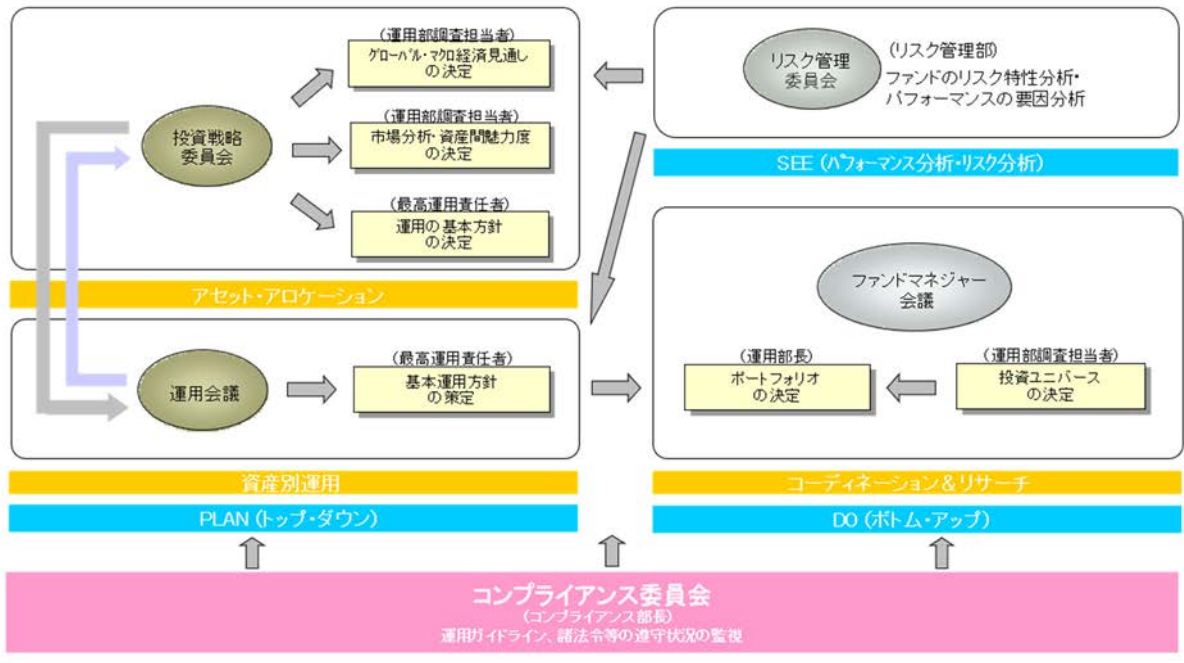 (運用部調査担当者)
グローバル・マクロ経済見通し
の決定
投資戦略
委員会
(運用部調査担当者)
市場分析・資産間魅力度
の決定
(最高運用責任者)
運用の基本方針
の決定
アセット・アロケーション
リスク管理
委員会
(リスク管理部)
ファンドのリスク特性分析・
パフォーマンスの要因分析
SEE (パフォーマンス分析・リスク分析)
運用会議
(最高運用責任者)
基本運用方針
の策定
資産別運用
PLAN (トップ・ダウン)
ファンドマネジャー
会議
(運用部長)
ポートフォリオ
の決定
(運用部調査担当者)
投資ユニバース
の決定
コーディネーション＆リサーチ
DO (ボトム・アップ)
コンプライアンス委員会
(コンプライアンス部長)
運用ガイドライン、諸法令等の遵守状況の監視